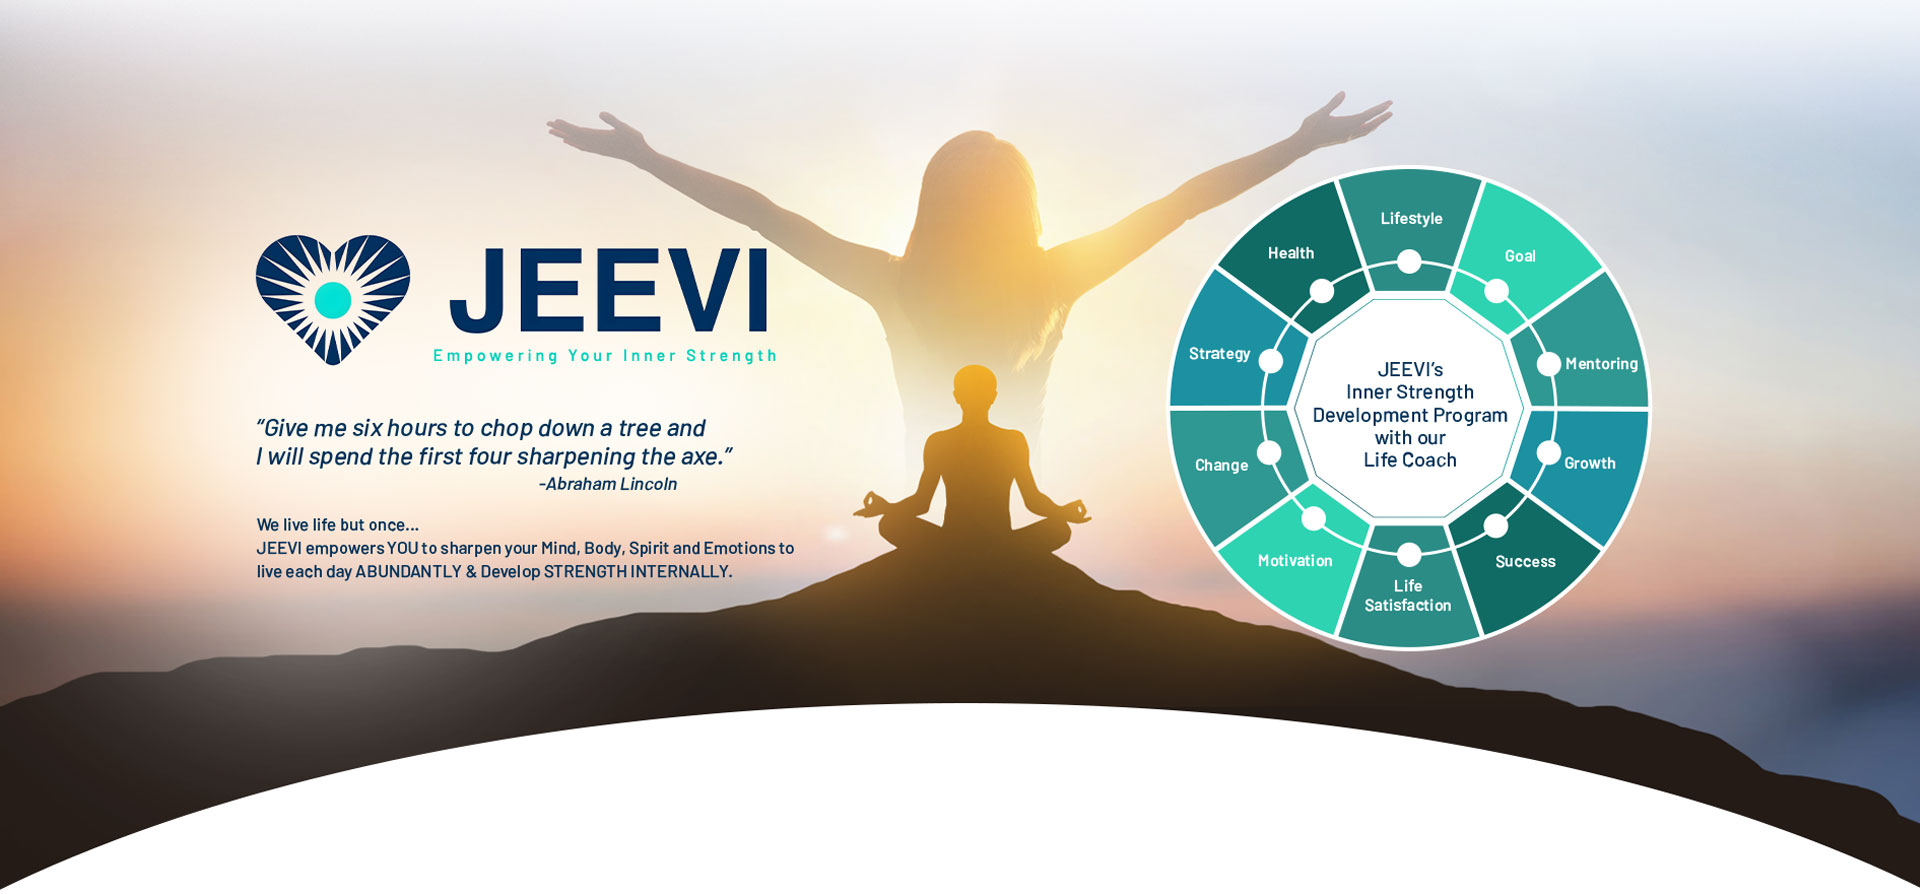 JEEVI
Empowering Your Inner Strength
“Give me six hours to chop down a tree and
I will spend the first four sharpening the axe.”
-Abraham Lincoln
We live life but once...
JEEVI empowers YOU to sharpen your Mind, Body, Spirit and Emotions to
live each day ABUNDANTLY & Develop STRENGTH INTERNALLY.
Lifestyle
Goal
Mentoring
Growth
Success
Life
Satisfaction
Motivation
Change
Strategy
Health
JEEVI’s
Inner Strength
Development Program
with our
Life Coach